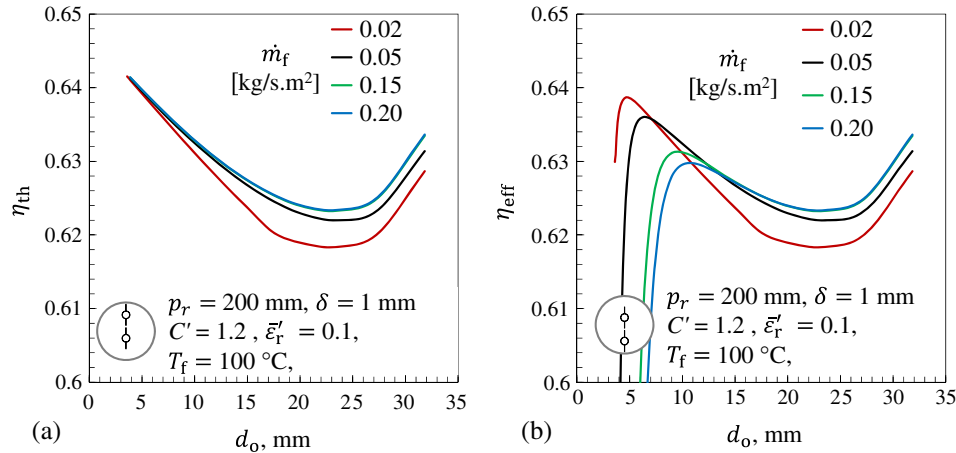 0.65
0.64
0.63
0.62
0.61
0.6
η_th
ṁ_f
[kg/s.m²]
0.02
0.05
0.15
0.20
p_r = 200 mm, δ = 1 mm
C′ = 1.2 , ε̄′_r = 0.1,
T_f = 100 °C,
0 5 10 15 20 25 30 35
(a)
d_o, mm
0.65
0.64
0.63
0.62
0.61
0.6
η_eff
ṁ_f
[kg/s.m²]
0.02
0.05
0.15
0.20
p_r = 200 mm, δ = 1 mm
C′ = 1.2 , ε̄′_r = 0.1,
T_f = 100 °C,
0 5 10 15 20 25 30 35
(b)
d_o, mm